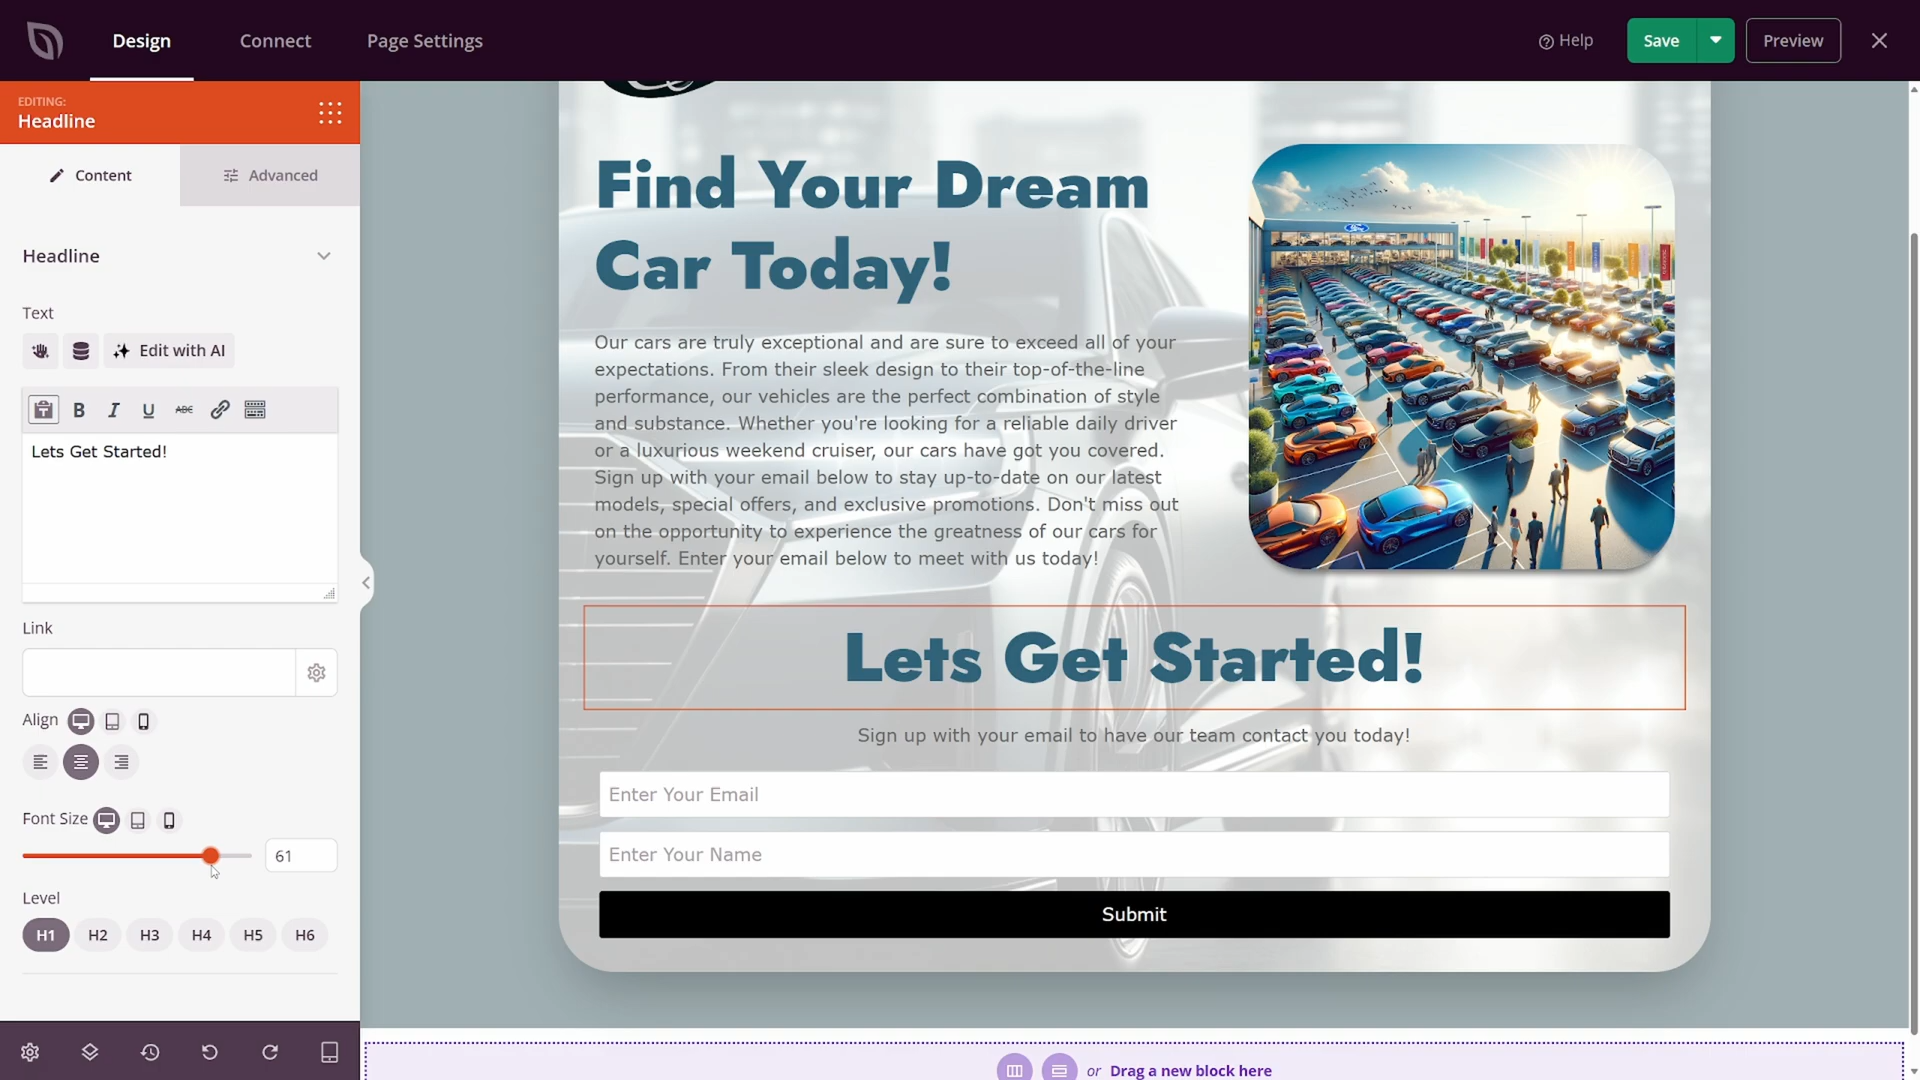 Design
Connect
Page Settings
Help
Save
Preview
EDITING:
Headline
Content
Advanced
Headline
Text
Edit with AI
B I U ABC
Lets Get Started!
Link
Align
Font Size
61
Level
H1 H2 H3 H4 H5 H6
Find Your Dream
Car Today!
Our cars are truly exceptional and are sure to exceed all of your
expectations. From their sleek design to their top-of-the-line
performance, our vehicles are the perfect combination of style
and substance. Whether you're looking for a reliable daily driver
or a luxurious weekend cruiser, our cars have got you covered.
Sign up with your email below to stay up-to-date on our latest
models, special offers, and exclusive promotions. Don't miss out
on the opportunity to experience the greatness of our cars for
yourself. Enter your email below to meet with us today!
Lets Get Started!
Sign up with your email to have our team contact you today!
Enter Your Email
Enter Your Name
Submit
or Drag a new block here